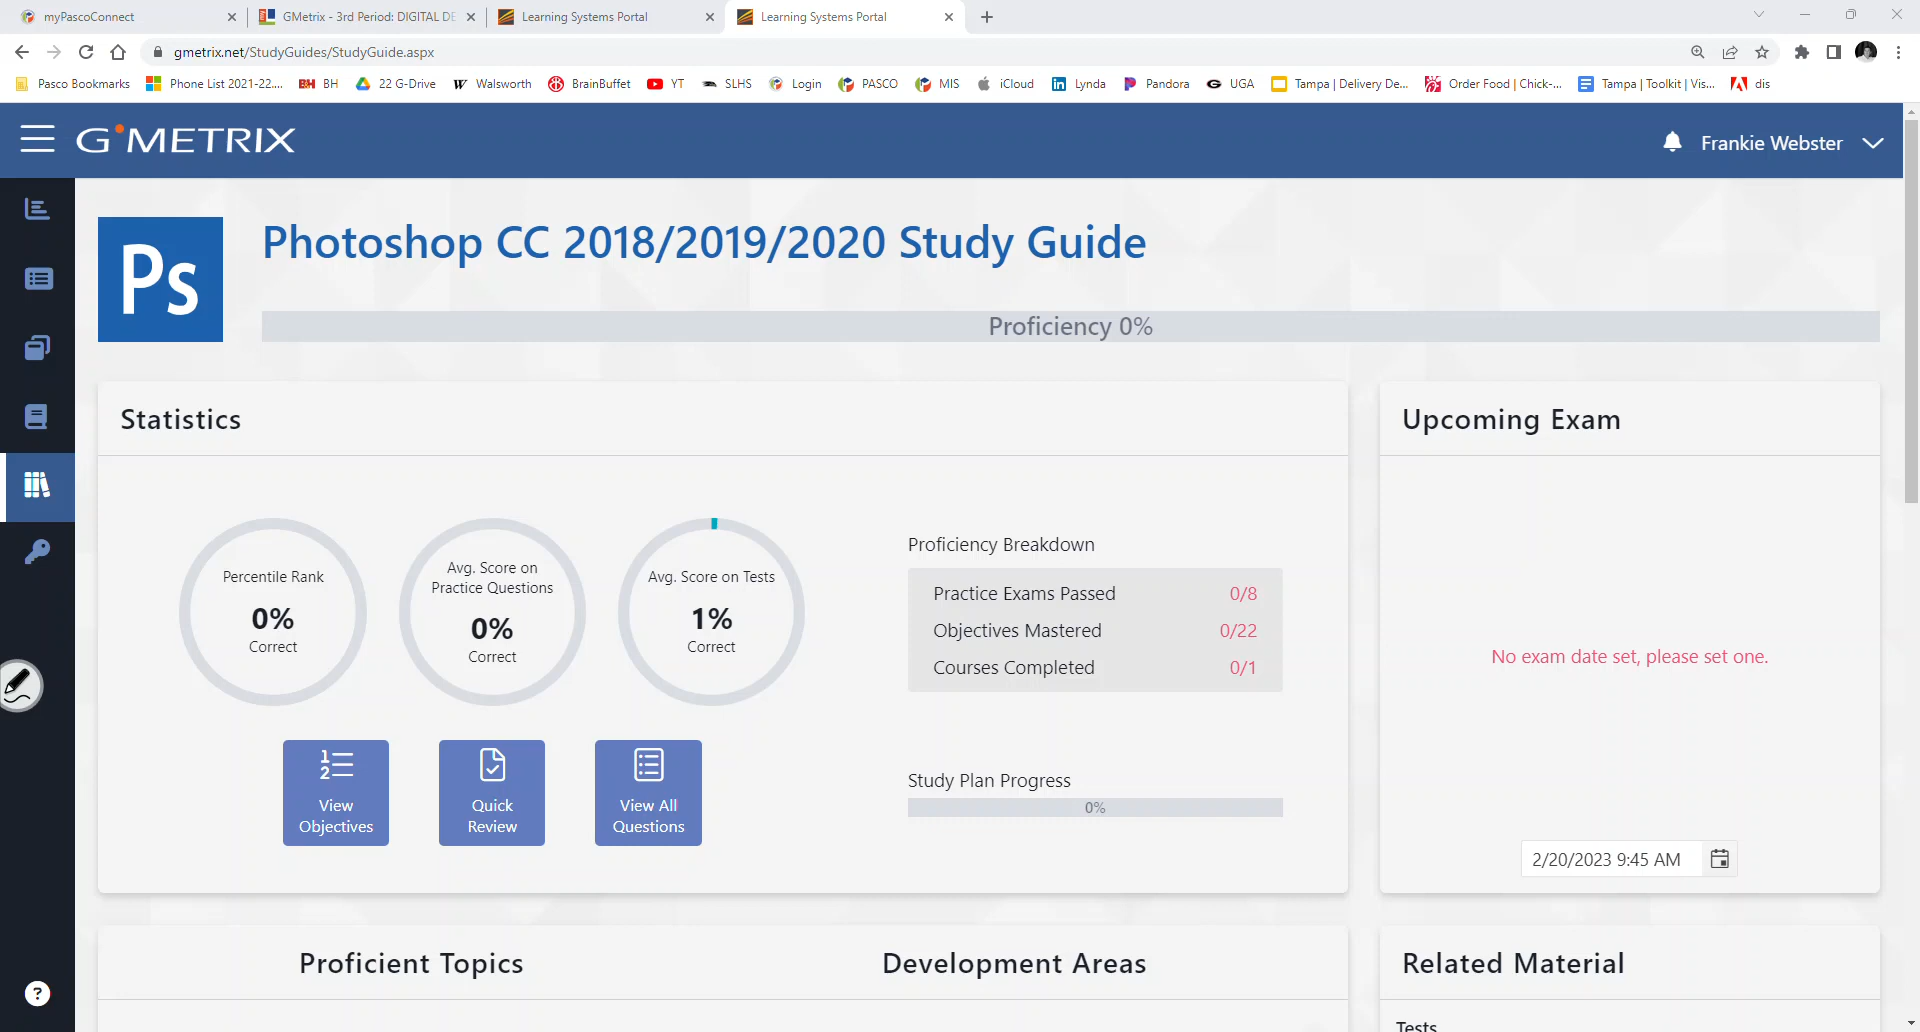 myPascoConnect
GMetrix - 3rd Period: DIGITAL DE
Learning Systems Portal
Learning Systems Portal
gmetrix.net/StudyGuides/StudyGuide.aspx
Pasco Bookmarks
Phone List 2021-22....
BH BH
22 G-Drive
W Walsworth
BrainBuffet
YT
SLHS
Login
PASCO
MIS
iCloud
in Lynda
Pandora
G UGA
Tampa | Delivery De...
Order Food | Chick-...
Tampa | Toolkit | Vis...
dis
G METRIX
Frankie Webster
Ps
Photoshop CC 2018/2019/2020 Study Guide
Proficiency 0%
Statistics
Percentile Rank
0%
Correct
Avg. Score on
Practice Questions
0%
Correct
Avg. Score on Tests
1%
Correct
1
2
View
Objectives
Quick
Review
View All
Questions
Proficiency Breakdown
Practice Exams Passed 0/8
Objectives Mastered 0/22
Courses Completed 0/1
Study Plan Progress
0%
Upcoming Exam
No exam date set, please set one.
2/20/2023 9:45 AM
Proficient Topics
Development Areas
Related Material
Tests
?